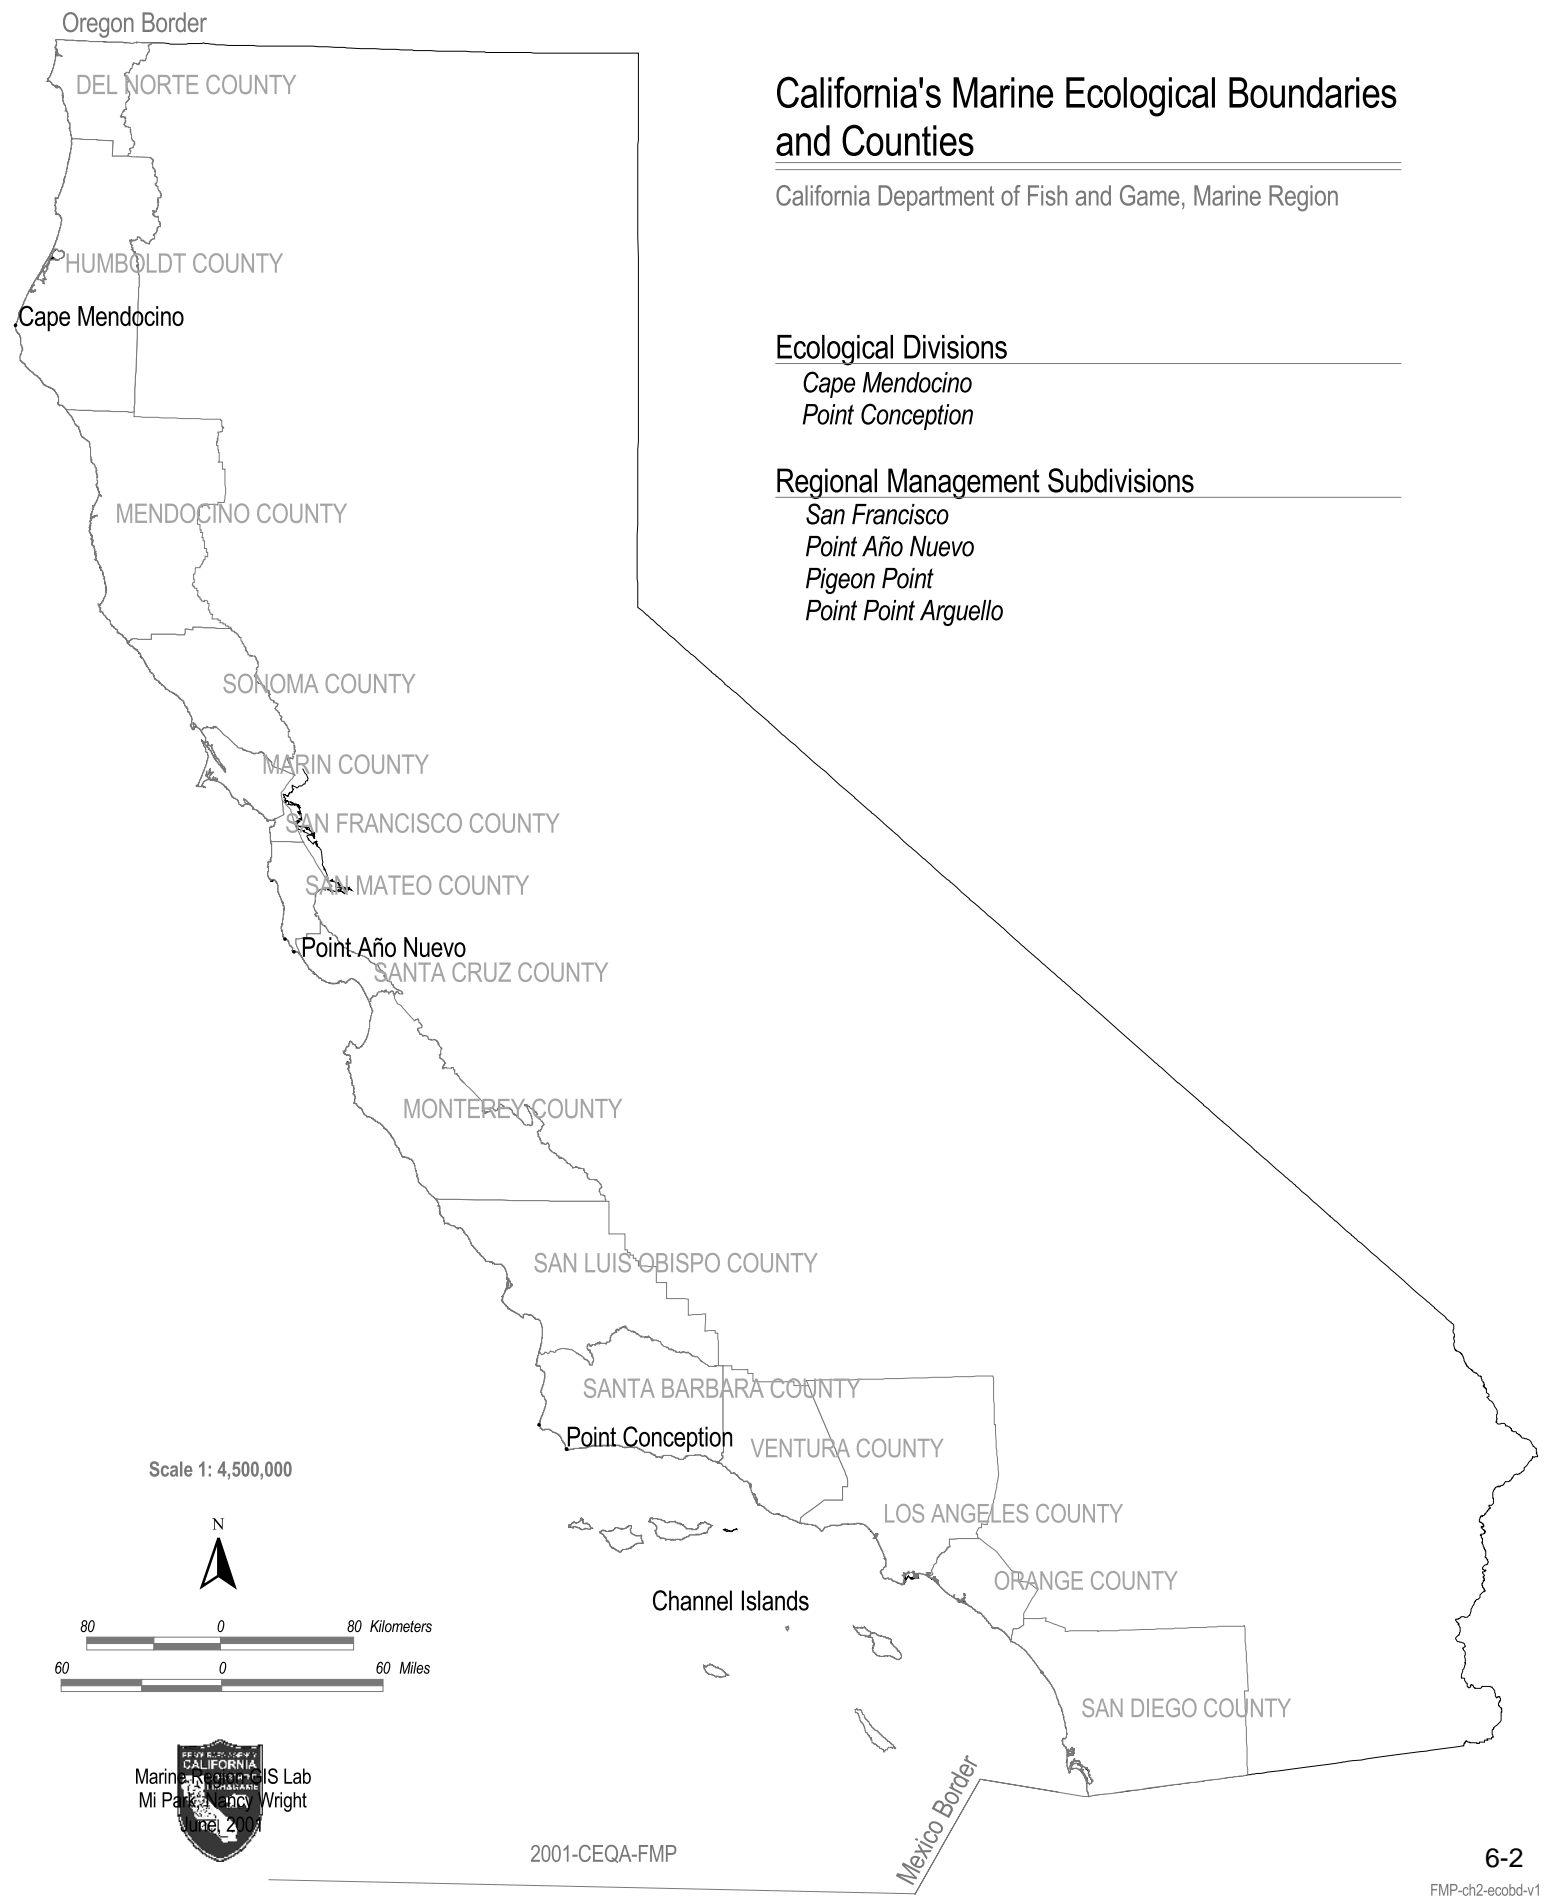 Oregon Border
DEL NORTE COUNTY
California's Marine Ecological Boundaries
and Counties
California Department of Fish and Game, Marine Region
HUMBOLDT COUNTY
Cape Mendocino
Ecological Divisions
Cape Mendocino
Point Conception
Regional Management Subdivisions
San Francisco
Point Año Nuevo
Pigeon Point
Point Point Arguello
MENDOCINO COUNTY
SONOMA COUNTY
MARIN COUNTY
SAN FRANCISCO COUNTY
SAN MATEO COUNTY
Point Año Nuevo
SANTA CRUZ COUNTY
MONTEREY COUNTY
SAN LUIS OBISPO COUNTY
SANTA BARBARA COUNTY
Point Conception
VENTURA COUNTY
LOS ANGELES COUNTY
ORANGE COUNTY
Channel Islands
SAN DIEGO COUNTY
Mexico Border
Scale 1: 4,500,000
N
80 0 80 Kilometers
60 0 60 Miles
CALIFORNIA
Marine Region GIS Lab
Mi Park, Nancy Wright
June, 2001
2001-CEQA-FMP
6-2
FMP-ch2-ecobd-v1